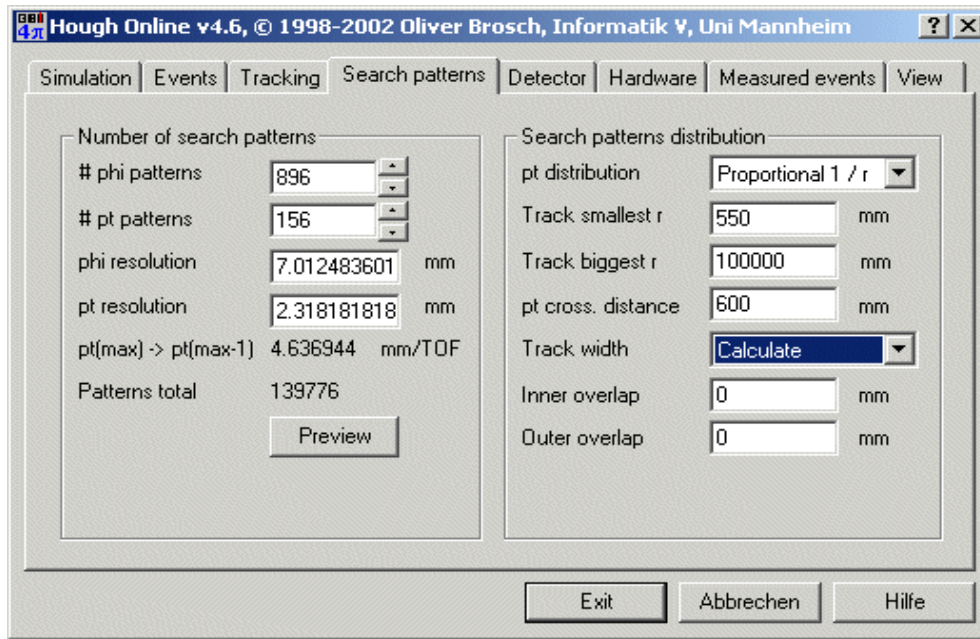 GSI 4π Hough Online v4.6, © 1998-2002 Oliver Brosch, Informatik V, Uni Mannheim
Simulation Events Tracking Search patterns Detector Hardware Measured events View
Number of search patterns
# phi patterns 896
# pt patterns 156
phi resolution 7.012483601 mm
pt resolution 2.318181818 mm
pt(max) -> pt(max-1) 4.636944 mm/TOF
Patterns total 139776
Preview
Search patterns distribution
pt distribution Proportional 1 / r
Track smallest r 550 mm
Track biggest r 100000 mm
pt cross. distance 600 mm
Track width Calculate
Inner overlap 0 mm
Outer overlap 0 mm
Exit Abbrechen Hilfe